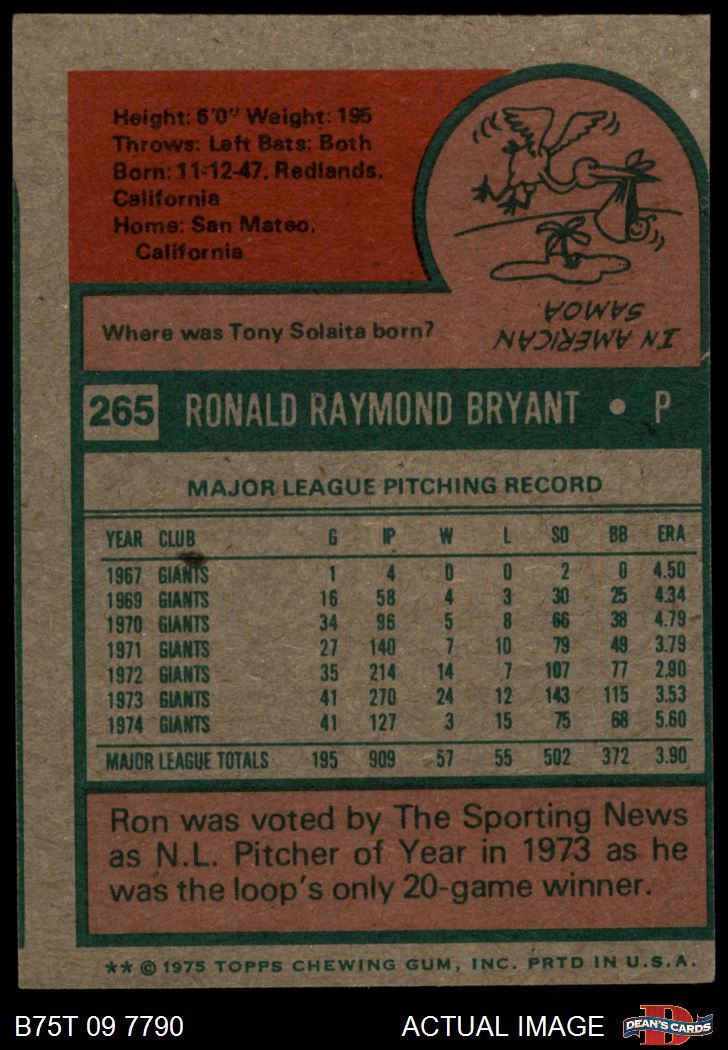 Height: 6'0" Weight: 195
Throws: Left Bats: Both
Born: 11-12-47, Redlands,
California
Home: San Mateo,
California
Where was Tony Solaita born?
IN AMERICAN
SAMOA.
265 RONALD RAYMOND BRYANT • P
MAJOR LEAGUE PITCHING RECORD
YEAR CLUB G IP W L SO BB ERA
1967 GIANTS 1 4 0 0 2 0 4.50
1969 GIANTS 16 58 4 3 30 25 4.34
1970 GIANTS 34 96 5 8 66 38 4.79
1971 GIANTS 27 140 7 10 79 49 3.79
1972 GIANTS 35 214 14 7 107 77 2.90
1973 GIANTS 41 270 24 12 143 115 3.53
1974 GIANTS 41 127 3 15 75 68 5.60
MAJOR LEAGUE TOTALS 195 909 57 55 502 372 3.90
Ron was voted by The Sporting News
as N.L. Pitcher of Year in 1973 as he
was the loop's only 20-game winner.
** © 1975 TOPPS CHEWING GUM, INC. PRTD IN U.S.A.
B75T 09 7790 ACTUAL IMAGE D DEAN'S CARDS